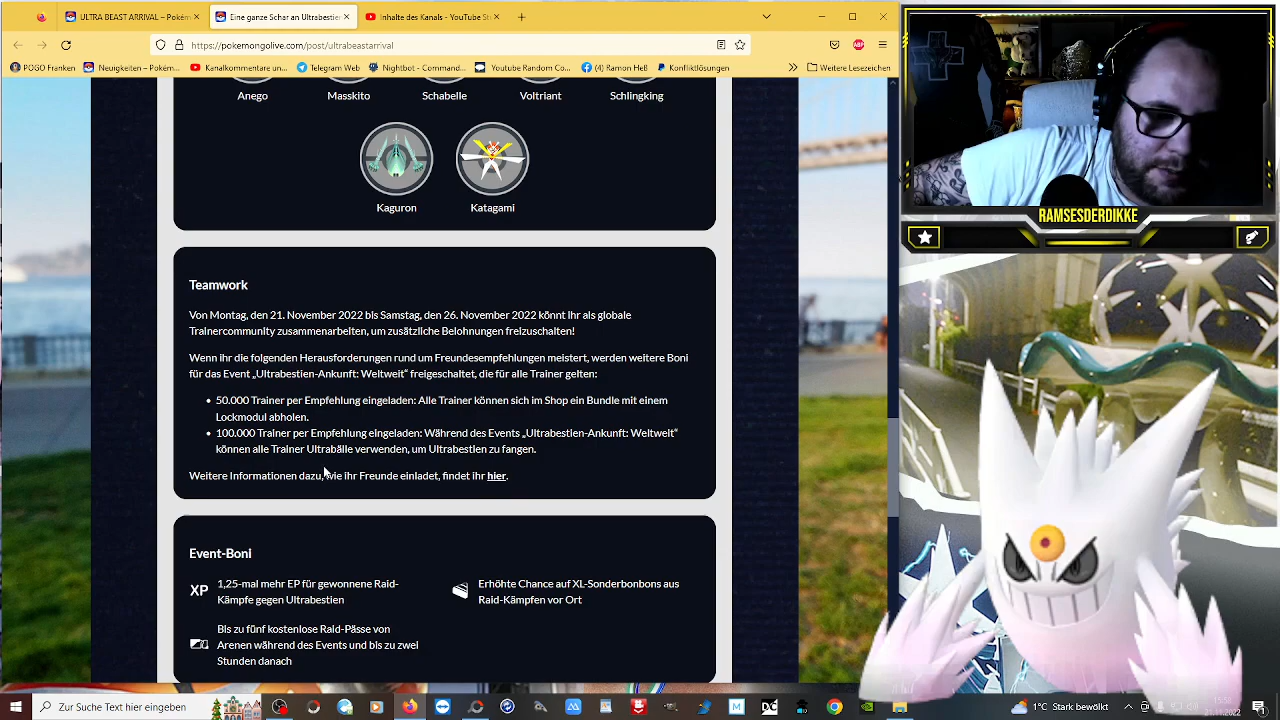 ULTRA BEAST ARRIVAL – Pokém
Eine ganze Schar an Ultrabestien
Inhalte des Kanals - YouTube St
https://pokemongolive.com/post/ultrabeastarrival
POGO Franken
Neuigkeiten – Pokém...
Schnellkommentare un...
Telegram Web
Nightbot - Command...
Youtube Random Co...
(4) Ramon Heß
Konfliktlösungen
Weitere Lesezeichen
Anego
Masskito
Schabelle
Voltriant
Schlingking
Kaguron
Katagami
RAMSESDERDIKKE
Teamwork
Von Montag, den 21. November 2022 bis Samstag, den 26. November 2022 könnt ihr als globale
Trainercommunity zusammenarbeiten, um zusätzliche Belohnungen freizuschalten!
Wenn ihr die folgenden Herausforderungen rund um Freundesempfehlungen meistert, werden weitere Boni
für das Event „Ultrabestien-Ankunft: Weltweit“ freigeschaltet, die für alle Trainer gelten:
• 50.000 Trainer per Empfehlung eingeladen: Alle Trainer können sich im Shop ein Bundle mit einem
Lockmodul abholen.
• 100.000 Trainer per Empfehlung eingeladen: Während des Events „Ultrabestien-Ankunft: Weltweit“
können alle Trainer Ultrabälle verwenden, um Ultrabestien zu fangen.
Weitere Informationen dazu, wie ihr Freunde einladet, findet ihr hier.
Event-Boni
XP
1,25-mal mehr EP für gewonnene Raid-
Kämpfe gegen Ultrabestien
Erhöhte Chance auf XL-Sonderbonbons aus
Raid-Kämpfen vor Ort
Bis zu fünf kostenlose Raid-Pässe von
Arenen während des Events und bis zu zwei
Stunden danach
Zur Suche Text hier eingeben
1°C Stark bewölkt
21.11.2022